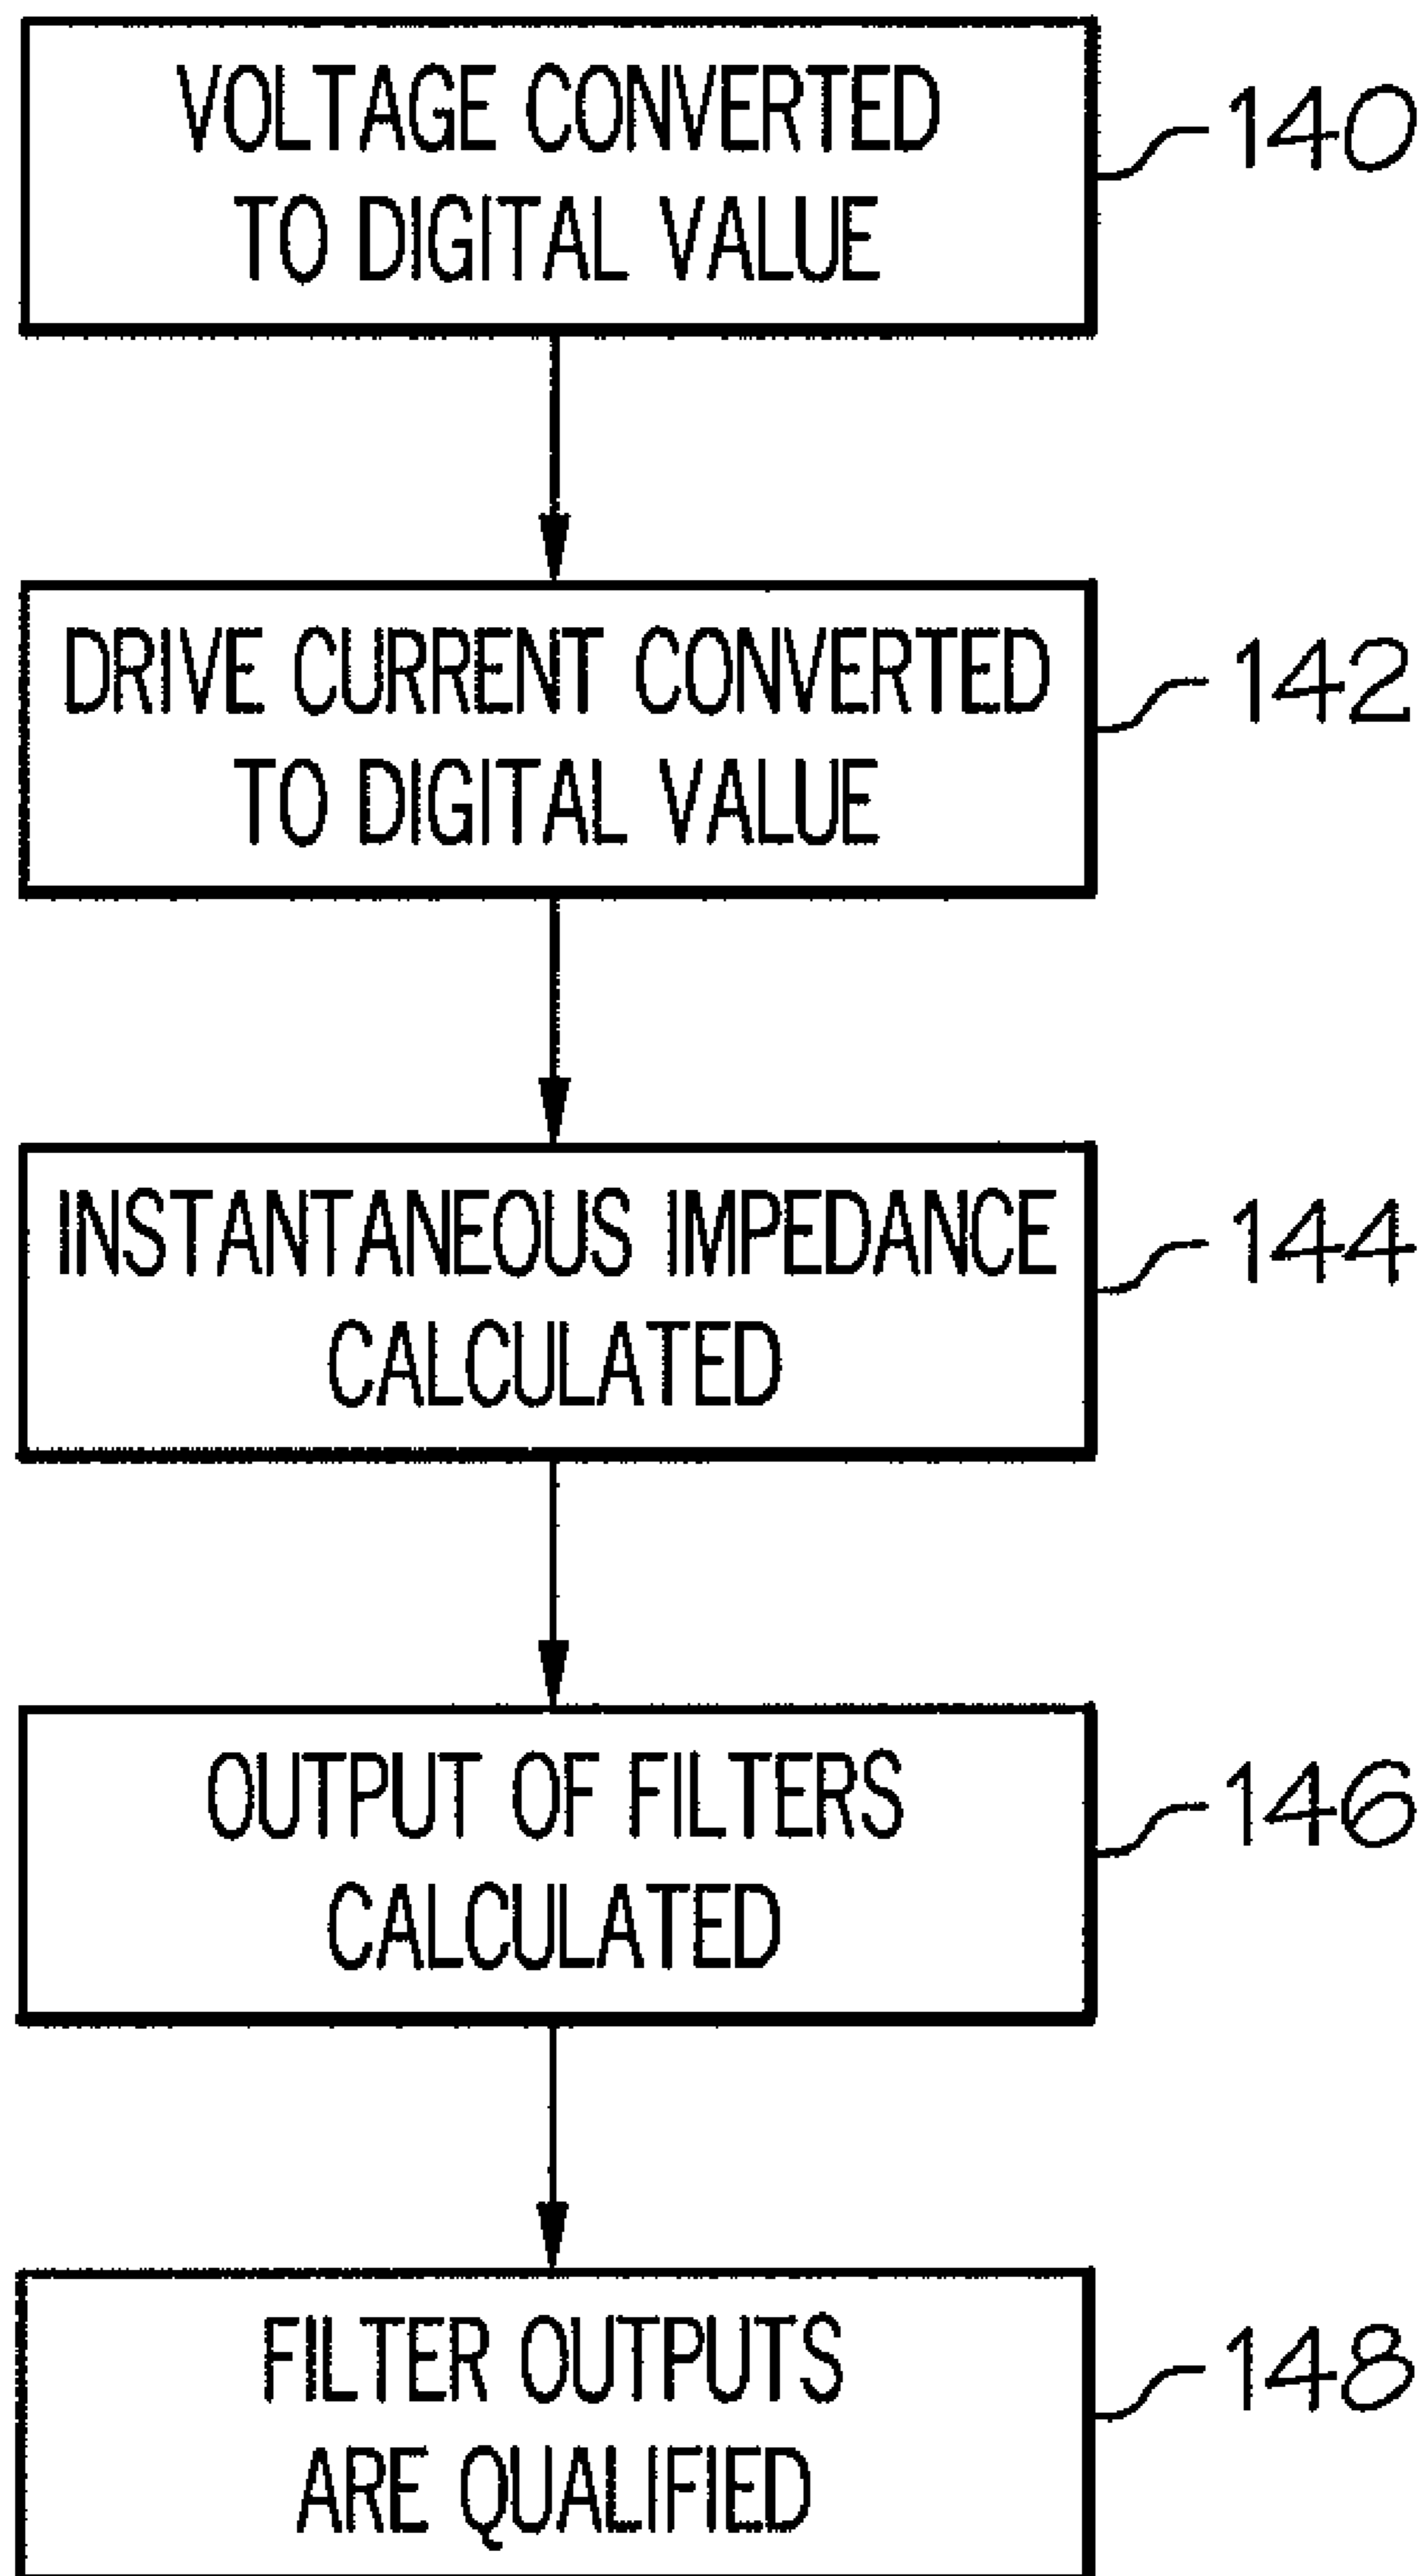 VOLTAGE CONVERTED
TO DIGITAL VALUE
140
DRIVE CURRENT CONVERTED
TO DIGITAL VALUE
142
INSTANTANEOUS IMPEDANCE
CALCULATED
144
OUTPUT OF FILTERS
CALCULATED
146
FILTER OUTPUTS
ARE QUALIFIED
148